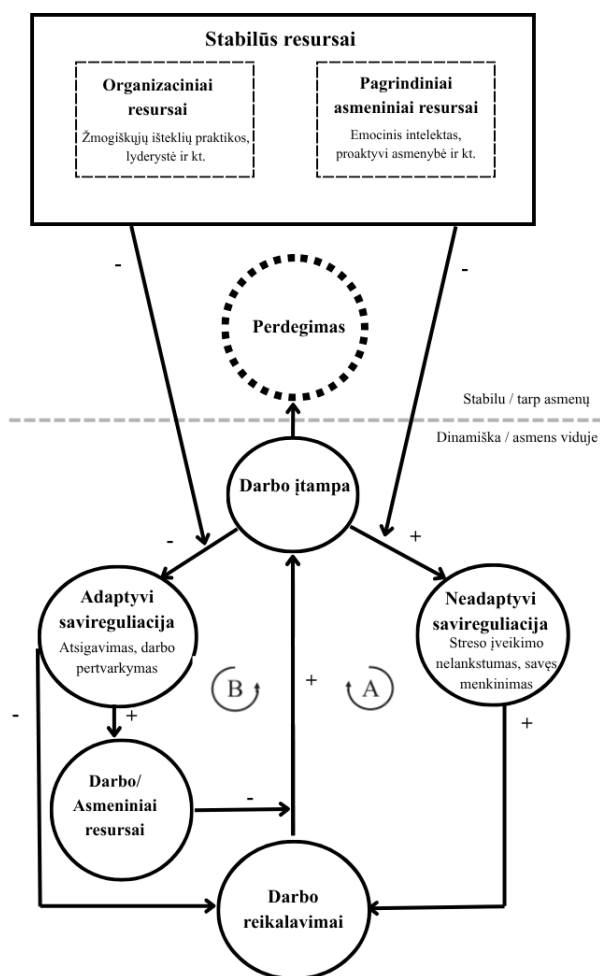 Stabilūs resursai
Organizaciniai
resursai
Žmogiškųjų išteklių praktikos,
lyderystė ir kt.
Pagrindiniai
asmeniniai resursai
Emocinis intelektas,
proaktyvi asmenybė ir kt.
-
-
Perdegimas
Stabilu / tarp asmenų
Dinamiška / asmens viduje
Darbo įtampa
-
+
Adaptyvi
savireguliacija
Atsigavimas, darbo
pertvarkymas
Neadaptyvi
savireguliacija
Streso įveikimo
nelankstumas, savęs
menkinimas
B
+
A
-
+
+
Darbo/
Asmeniniai
resursai
-
Darbo
reikalavimai